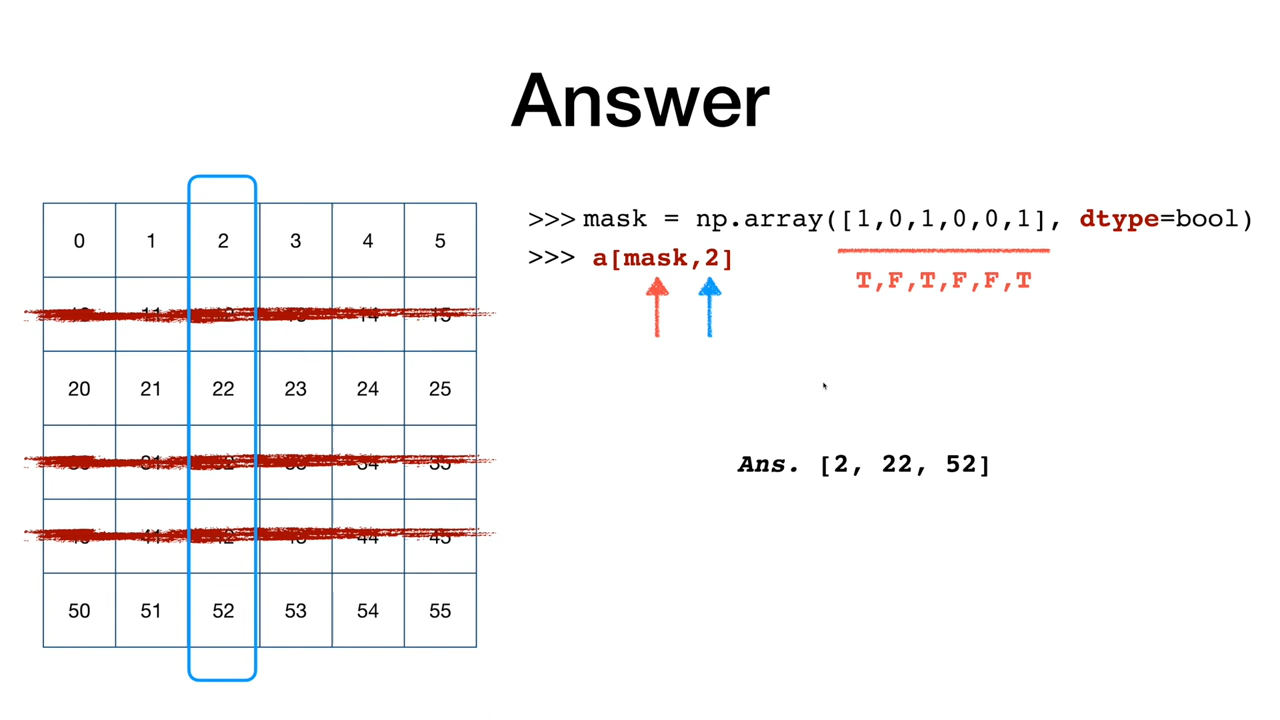 Answer
0 1 2 3 4 5
20 21 22 23 24 25
50 51 52 53 54 55
>>> mask = np.array([1,0,1,0,0,1], dtype=bool)
>>> a[mask,2]
T,F,T,F,F,T
Ans. [2, 22, 52]